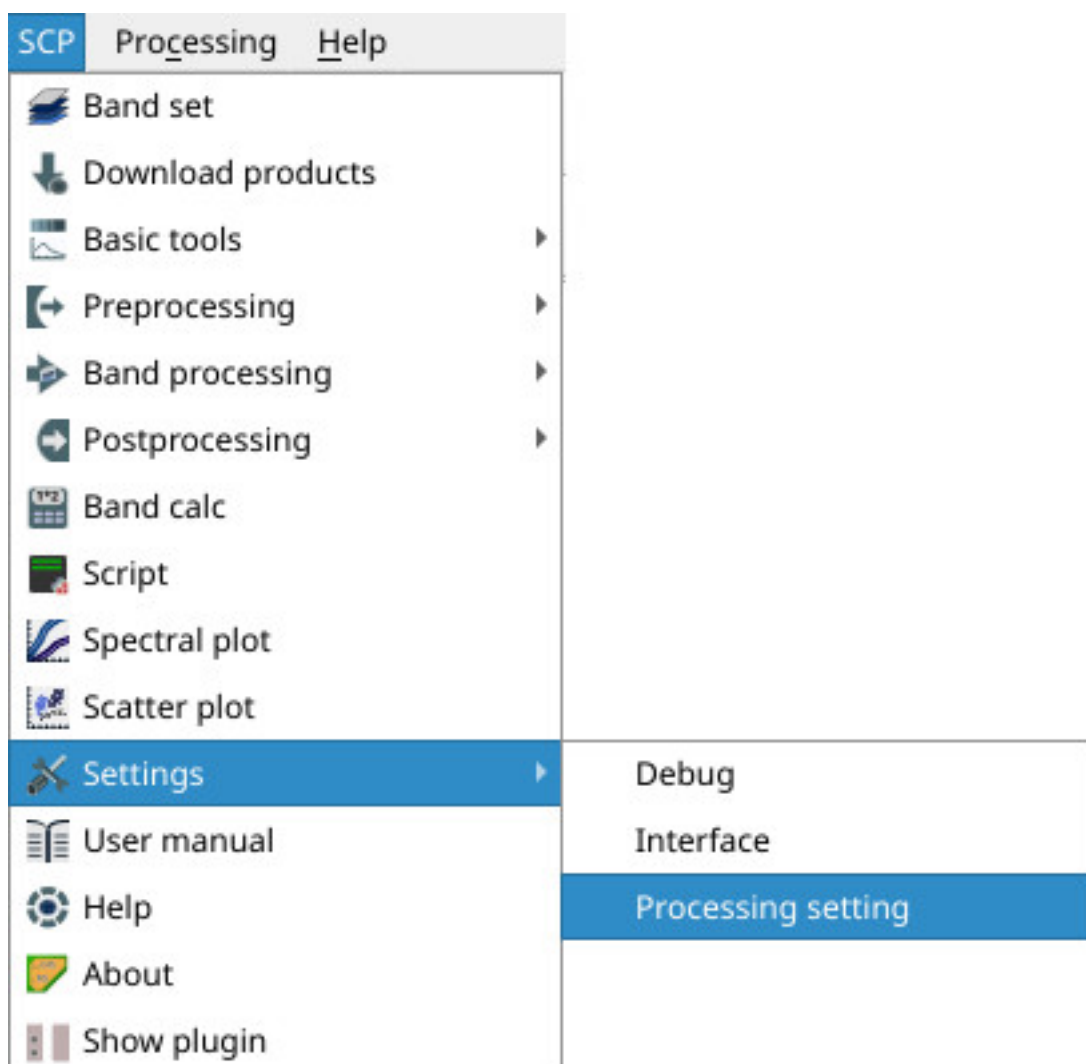 SCP Processing Help
Band set
Download products
Basic tools
Preprocessing
Band processing
Postprocessing
Band calc
Script
Spectral plot
Scatter plot
Settings
Debug
User manual
Interface
Help
Processing setting
About
Show plugin